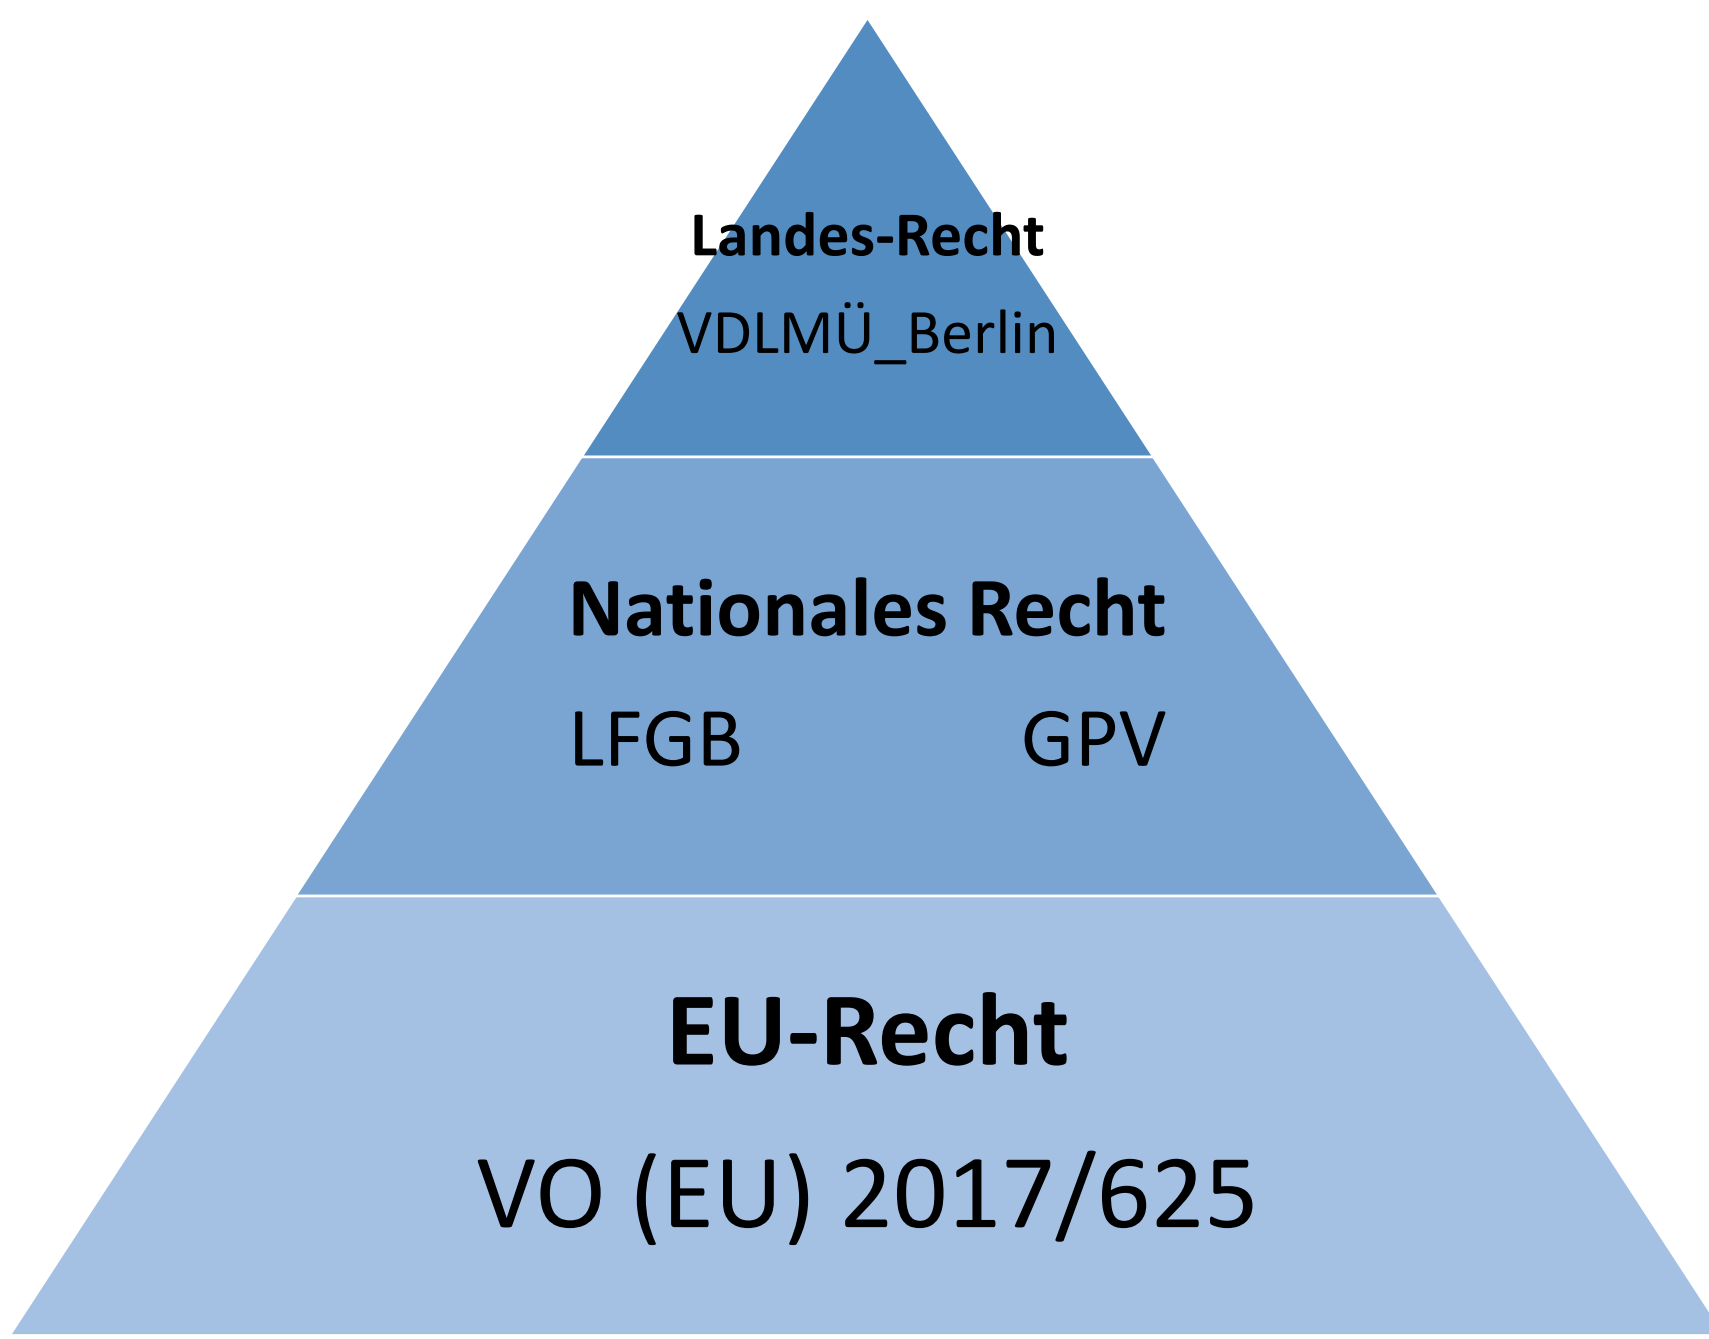 Landes-Recht
VDLMÜ_Berlin
Nationales Recht
LFGB GPV
EU-Recht
VO (EU) 2017/625